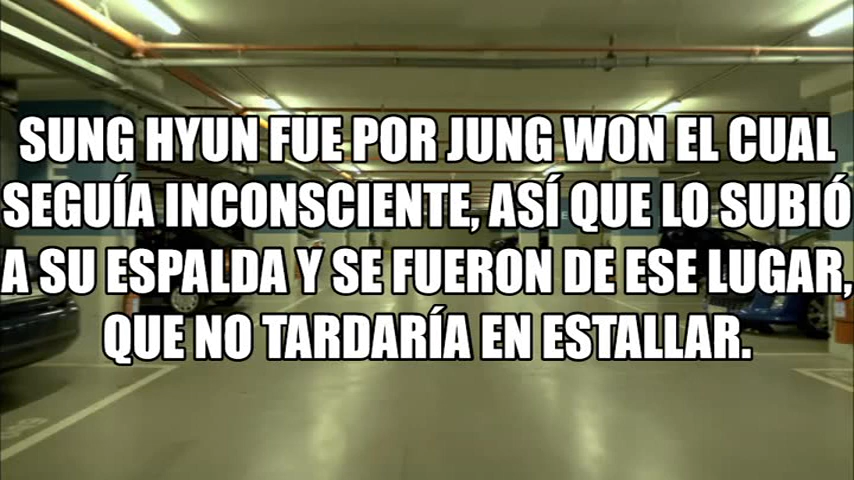 SUNG HYUN FUE POR JUNG WON EL CUAL
SEGUÍA INCONSCIENTE, ASÍ QUE LO SUBIÓ
A SU ESPALDA Y SE FUERON DE ESE LUGAR,
QUE NO TARDARÍA EN ESTALLAR.